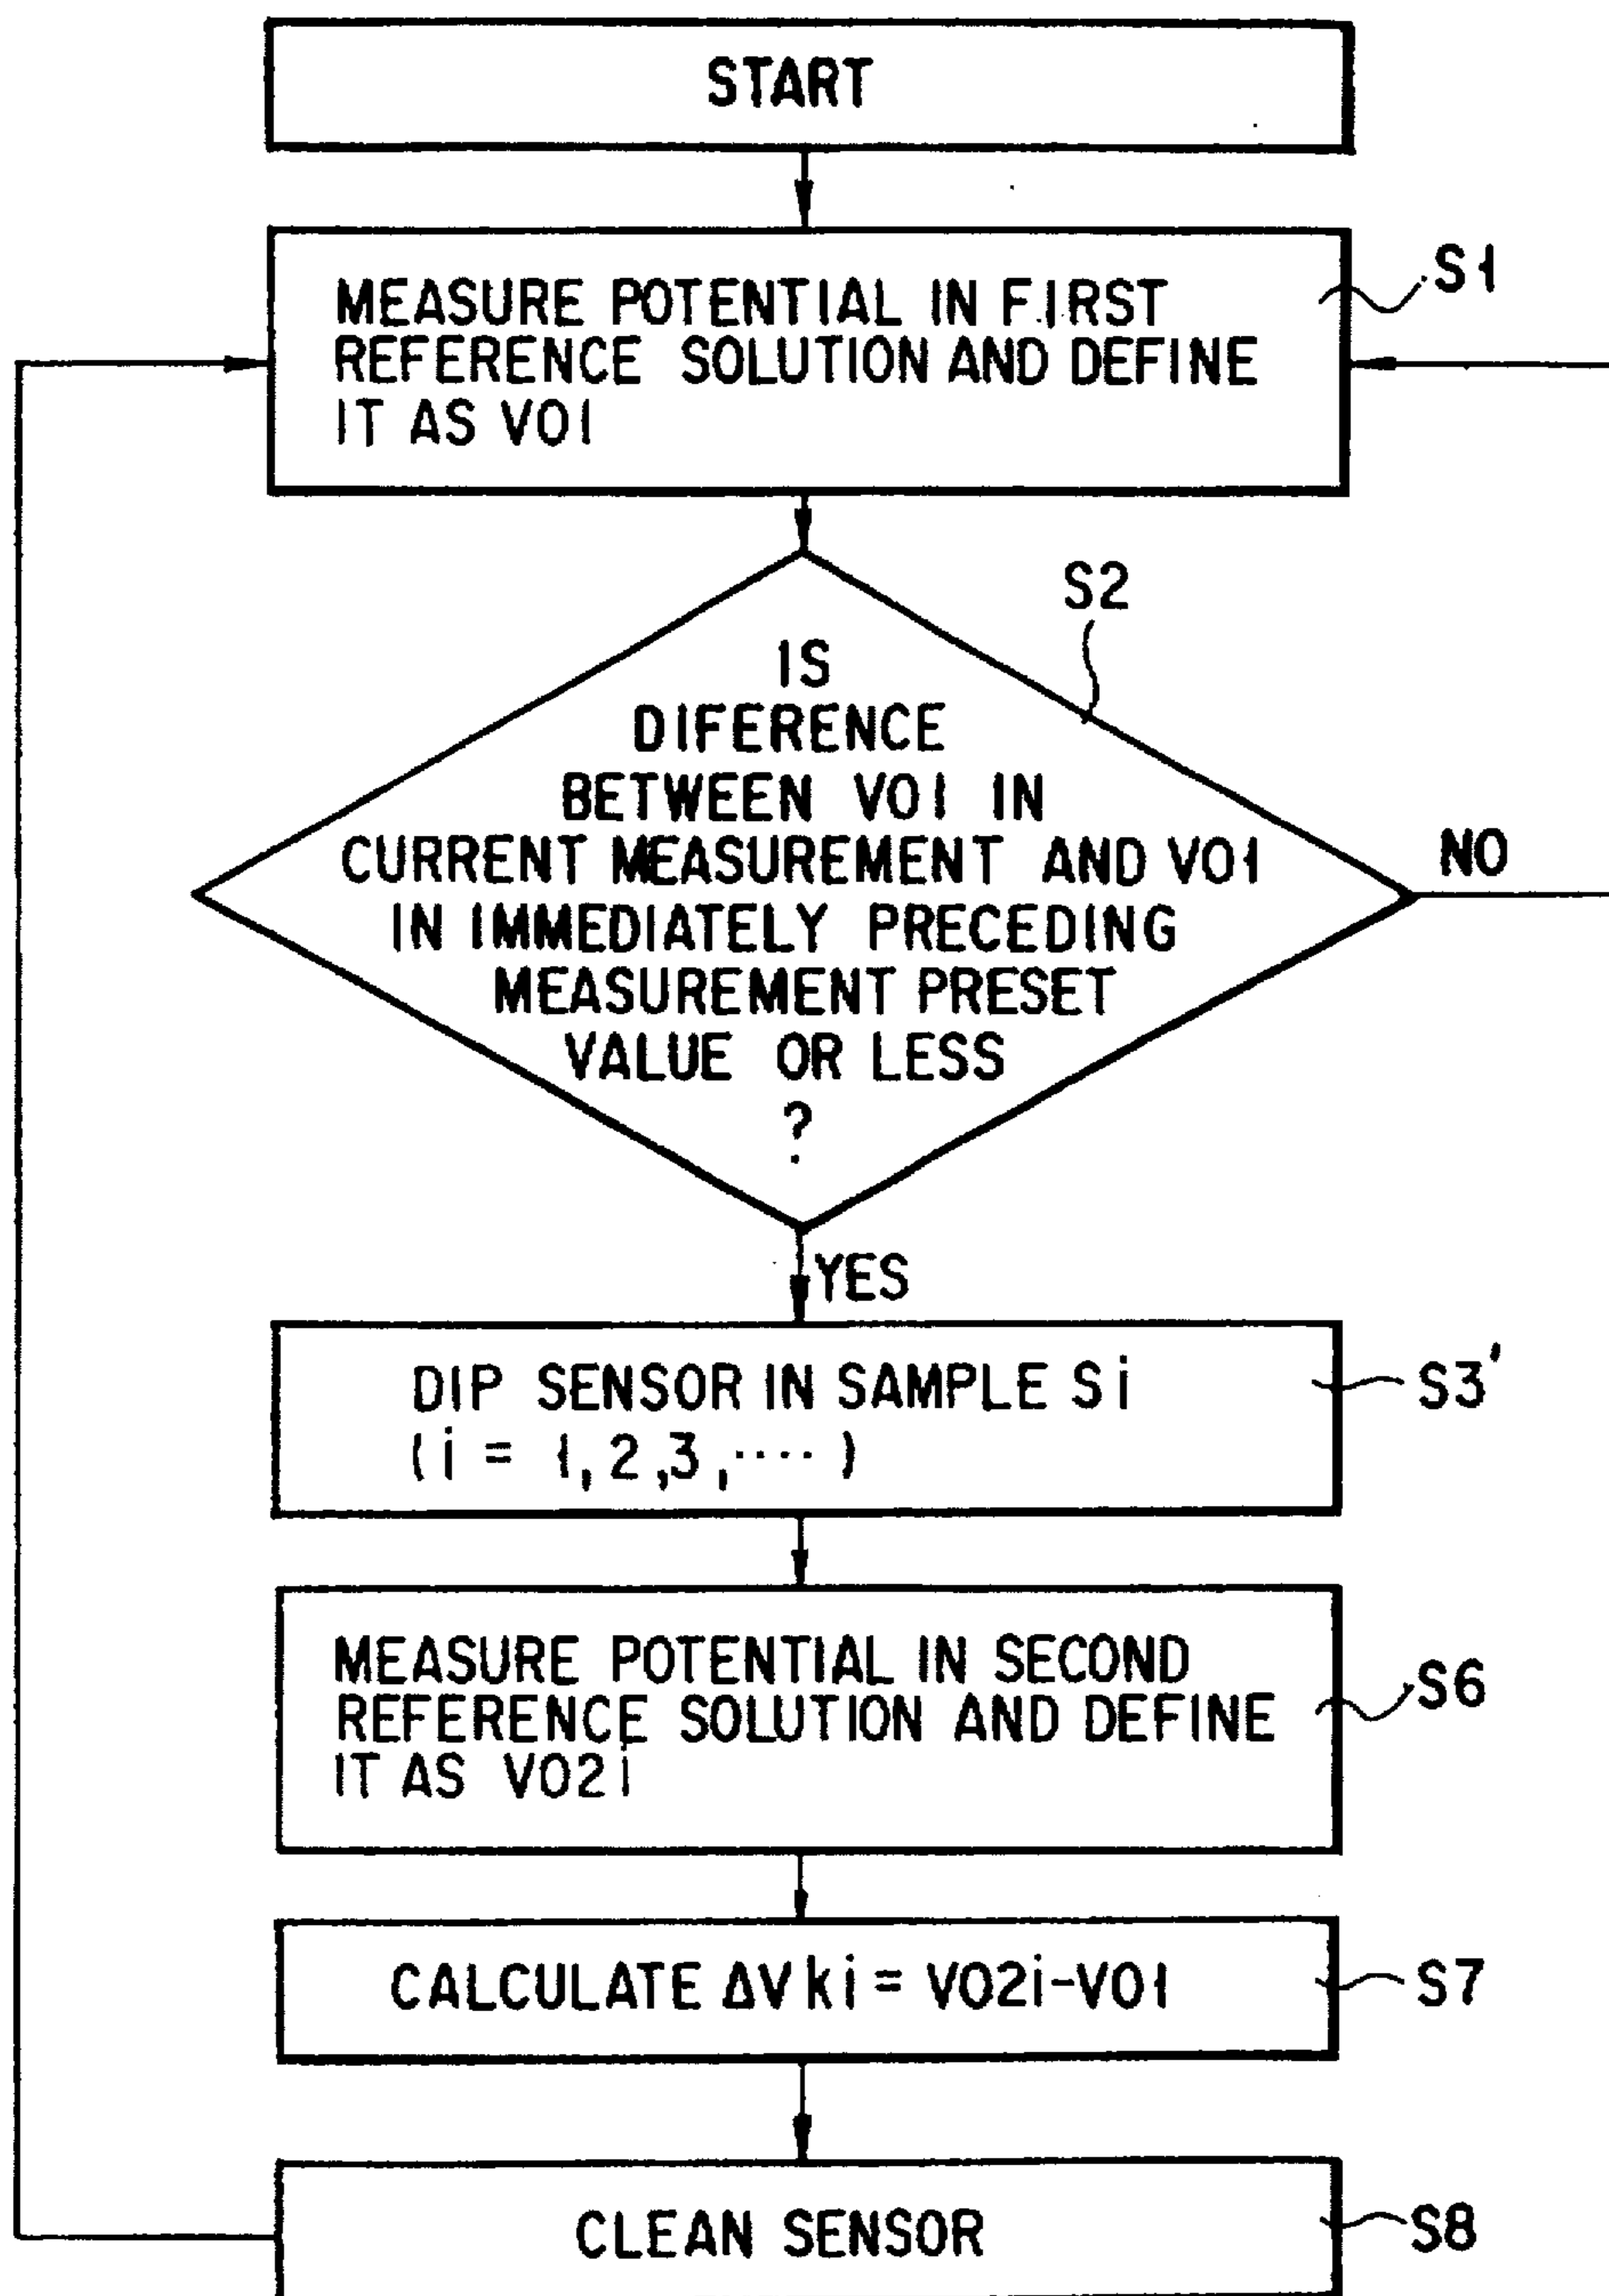 START
MEASURE POTENTIAL IN FIRST
REFERENCE SOLUTION AND DEFINE
IT AS V01
S1
IS
DIFERENCE
BETWEEN V01 IN
CURRENT MEASUREMENT AND V01
IN IMMEDIATELY PRECEDING
MEASUREMENT PRESET
VALUE OR LESS
?
S2
NO
YES
DIP SENSOR IN SAMPLE Si
(i = 1,2,3,····)
S3'
MEASURE POTENTIAL IN SECOND
REFERENCE SOLUTION AND DEFINE
IT AS V02i
S6
CALCULATE ΔVki = V02i-V01
S7
CLEAN SENSOR
S8